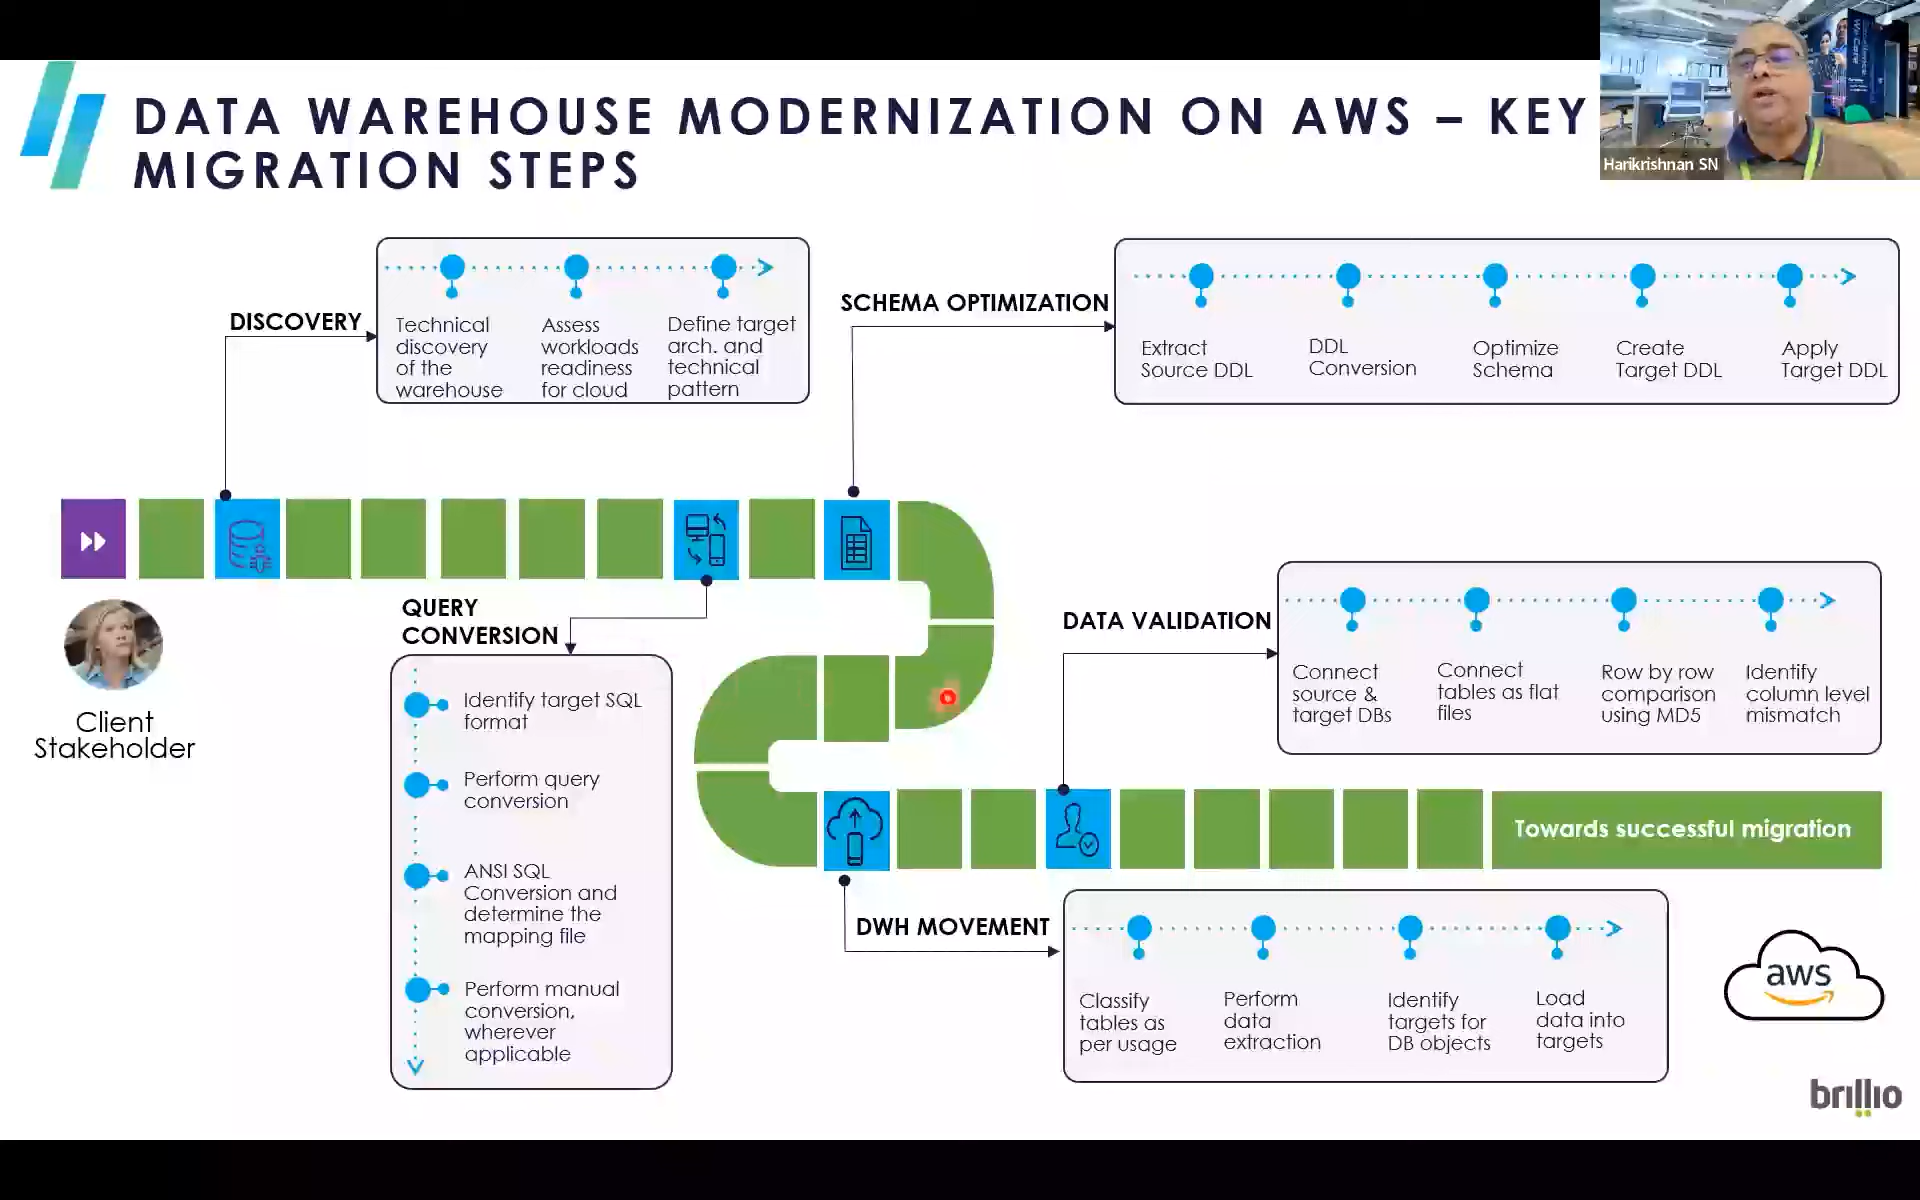 DATA WAREHOUSE MODERNIZATION ON AWS – KEY
MIGRATION STEPS
Harikrishnan SN
DISCOVERY
Technical
discovery
of the
warehouse
Assess
workloads
readiness
for cloud
Define target
arch. and
technical
pattern
SCHEMA OPTIMIZATION
Extract
Source DDL
DDL
Conversion
Optimize
Schema
Create
Target DDL
Apply
Target DDL
Client
Stakeholder
QUERY
CONVERSION
Identify target SQL
format
Perform query
conversion
ANSI SQL
Conversion and
determine the
mapping file
Perform manual
conversion,
wherever
applicable
DATA VALIDATION
Connect
source &
target DBs
Connect
tables as flat
files
Row by row
comparison
using MD5
Identify
column level
mismatch
Towards successful migration
DWH MOVEMENT
Classify
tables as
per usage
Perform
data
extraction
Identify
targets for
DB objects
Load
data into
targets
aws
brillio